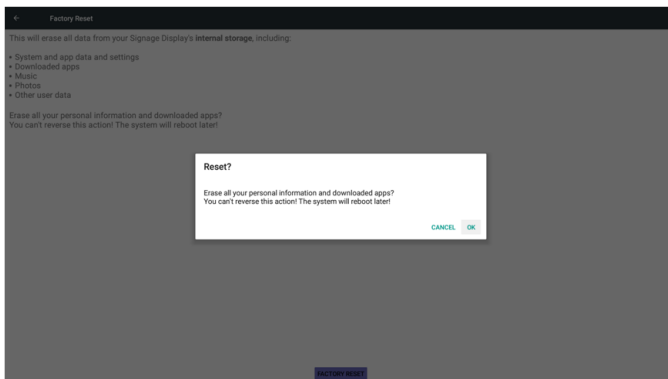 ← Factory Reset
This will erase all data from your Signage Display's internal storage, including:
• System and app data and settings
• Downloaded apps
• Music
• Photos
• Other user data
Erase all your personal information and downloaded apps?
You can't reverse this action! The system will reboot later!
Reset?
Erase all your personal information and downloaded apps?
You can't reverse this action! The system will reboot later!
CANCEL OK
FACTORY RESET